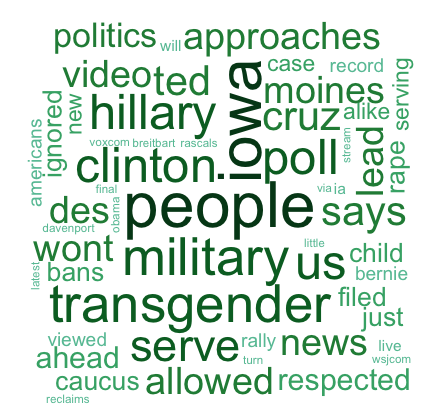 politics will approaches
video ted case record
hillary iowa moines serving
ignored new cruz alike
americans voxcom breitbart rascals stream
clinton poll lead rape
final via ja
des obama people says
davenport little
wont military us child
latest bans bernie
transgender filed
just
viewed serve rally news live
ahead turn wsjcom
caucus allowed respected
reclaims